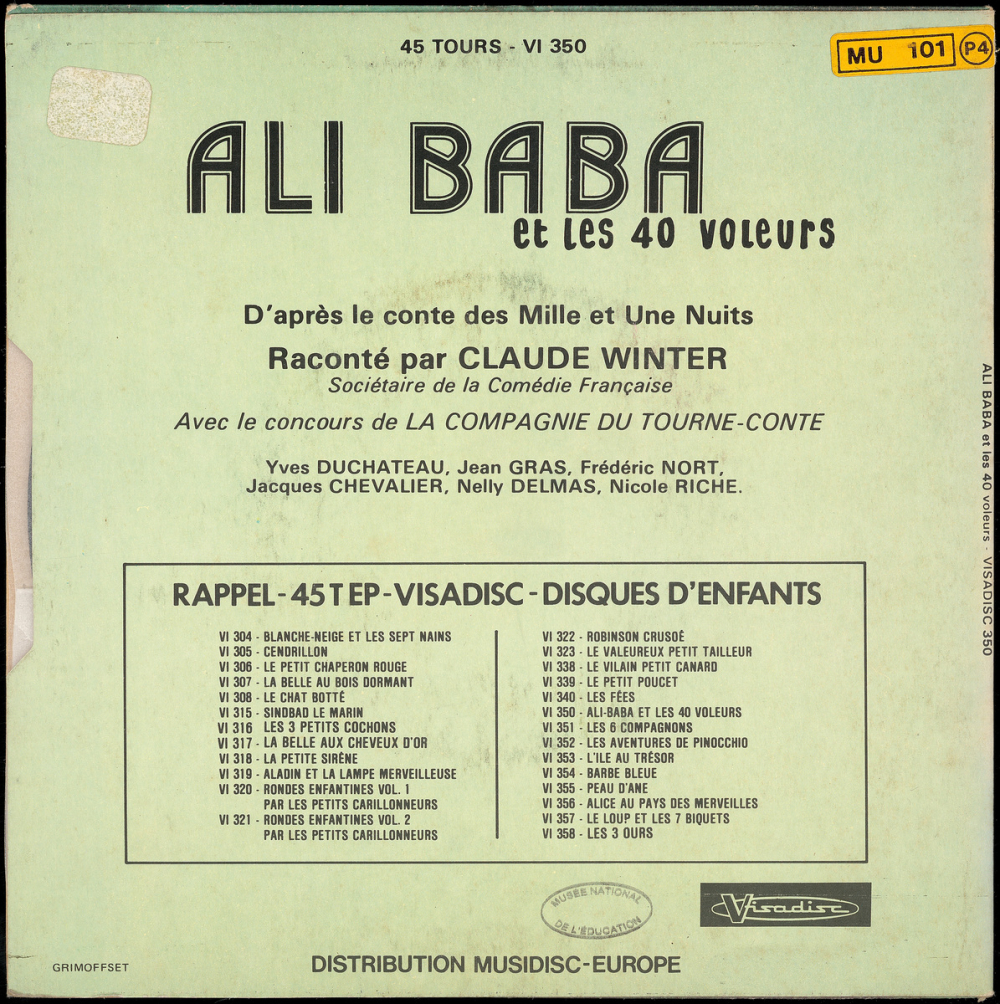 45 TOURS - VI 350
MU 101 P4
ALI BABA
et les 40 voleurs
D'après le conte des Mille et Une Nuits
Raconté par CLAUDE WINTER
Sociétaire de la Comédie Française
Avec le concours de LA COMPAGNIE DU TOURNE-CONTE
Yves DUCHATEAU, Jean GRAS, Frédéric NORT,
Jacques CHEVALIER, Nelly DELMAS, Nicole RICHE.
ALI BABA et les 40 voleurs - VISADISC 350
RAPPEL-45T EP-VISADISC-DISQUES D'ENFANTS
VI 304 - BLANCHE-NEIGE ET LES SEPT NAINS
VI 305 - CENDRILLON
VI 306 - LE PETIT CHAPERON ROUGE
VI 307 - LA BELLE AU BOIS DORMANT
VI 308 - LE CHAT BOTTÉ
VI 315 - SINDBAD LE MARIN
VI 316 LES 3 PETITS COCHONS
VI 317 - LA BELLE AUX CHEVEUX D'OR
VI 318 - LA PETITE SIRÈNE
VI 319 - ALADIN ET LA LAMPE MERVEILLEUSE
VI 320 - RONDES ENFANTINES VOL. 1
PAR LES PETITS CARILLONNEURS
VI 321 - RONDES ENFANTINES VOL. 2
PAR LES PETITS CARILLONNEURS
VI 322 - ROBINSON CRUSOÉ
VI 323 - LE VALEUREUX PETIT TAILLEUR
VI 338 - LE VILAIN PETIT CANARD
VI 339 - LE PETIT POUCET
VI 340 - LES FÉES
VI 350 - ALI-BABA ET LES 40 VOLEURS
VI 351 - LES 6 COMPAGNONS
VI 352 - LES AVENTURES DE PINOCCHIO
VI 353 - L'ILE AU TRÉSOR
VI 354 - BARBE BLEUE
VI 355 - PEAU D'ANE
VI 356 - ALICE AU PAYS DES MERVEILLES
VI 357 - LE LOUP ET LES 7 BIQUETS
VI 358 - LES 3 OURS
MUSÉE NATIONAL
DE L'ÉDUCATION
Visadisc
GRIMOFFSET
DISTRIBUTION MUSIDISC-EUROPE